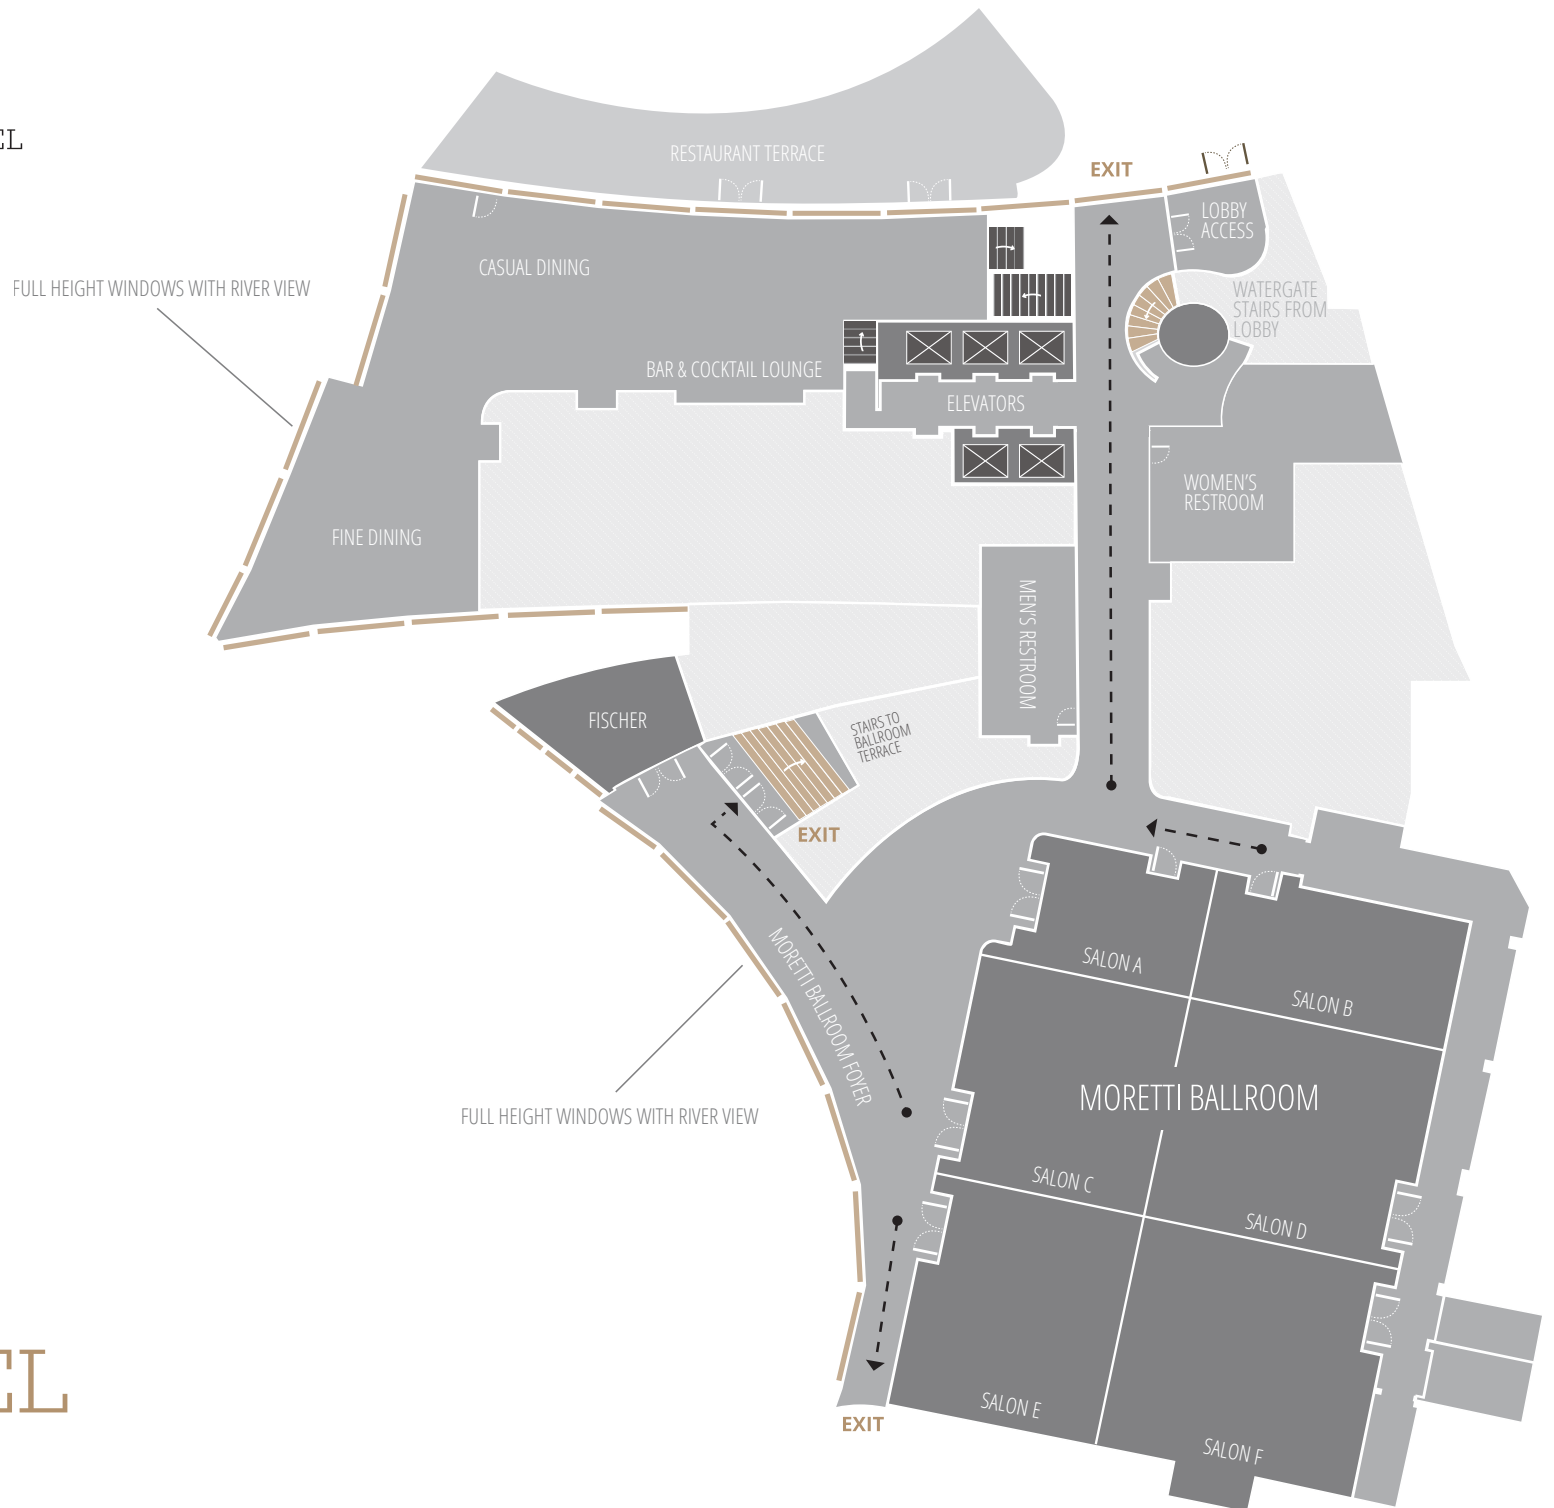 EL
RESTAURANT TERRACE
EXIT
LOBBY
ACCESS
CASUAL DINING
FULL HEIGHT WINDOWS WITH RIVER VIEW
WATERGATE
STAIRS FROM
LOBBY
BAR & COCKTAIL LOUNGE
ELEVATORS
WOMEN'S
RESTROOM
FINE DINING
MEN'S RESTROOM
FISCHER
STAIRS TO
BALLROOM
TERRACE
EXIT
MORETTI BALLROOM FOYER
SALON A
SALON B
MORETTI BALLROOM
FULL HEIGHT WINDOWS WITH RIVER VIEW
SALON C
SALON D
EL
SALON E
EXIT
SALON F